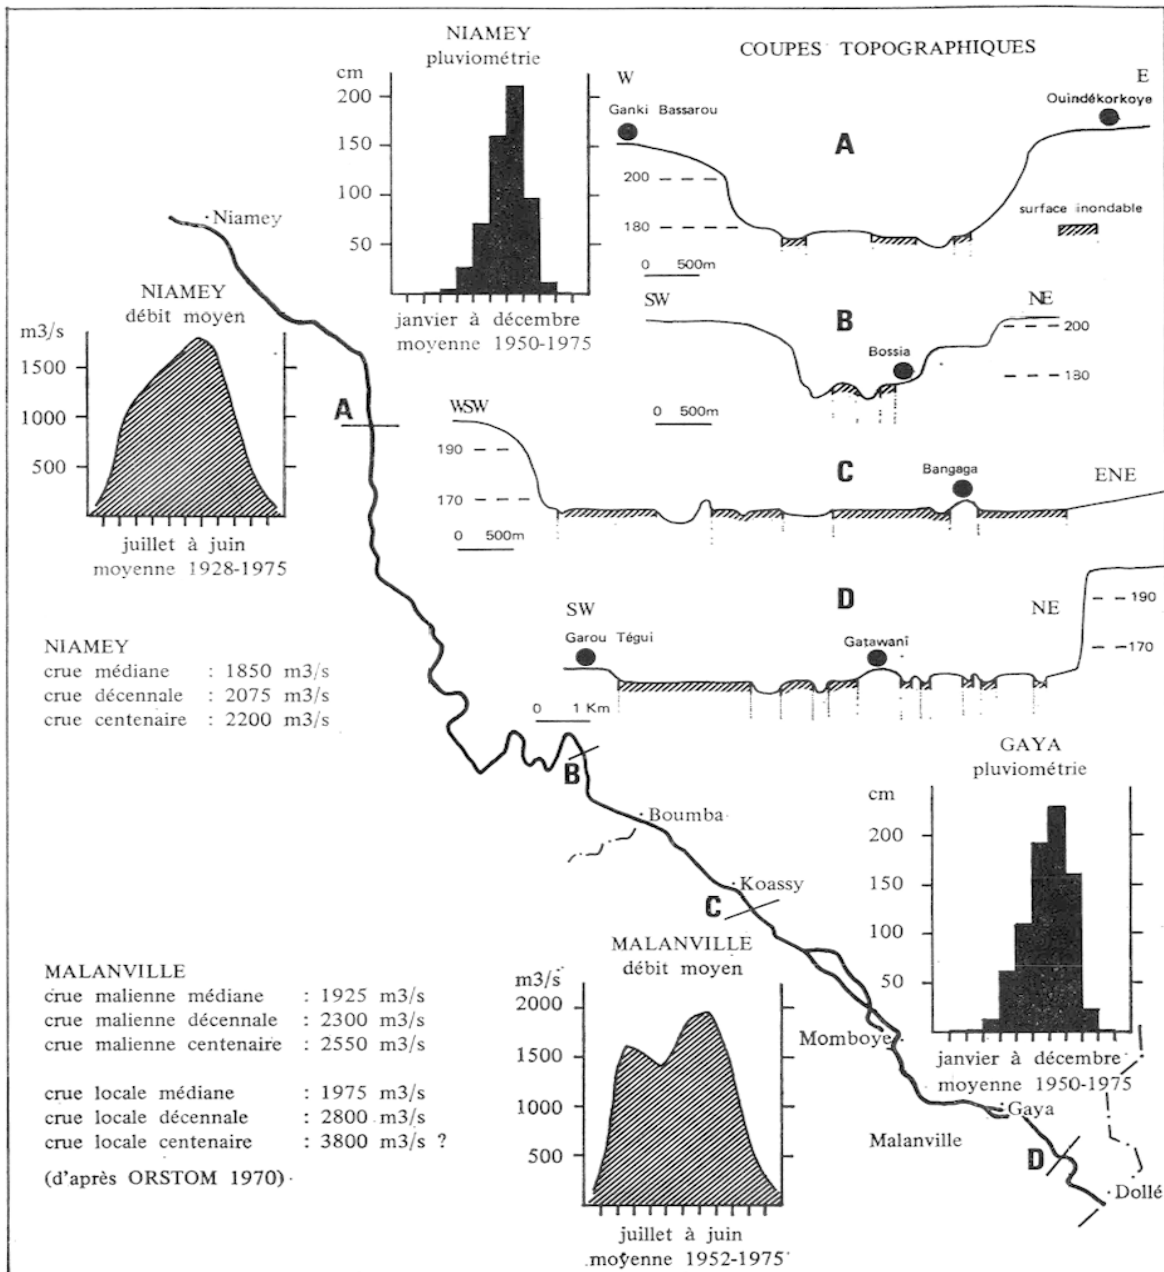 NIAMEY
pluviométrie
cm
200
150
100
50
janvier à décembre
moyenne 1950-1975
COUPES TOPOGRAPHIQUES
W
E
Ganki Bassarou
Ouindékorkoye
A
200
180
surface inondable
0 500m
SW
NE
B
200
180
Bossia
0 500m
WSW
ENE
C
190
170
Bangaga
0 500m
SW
NE
D
190
170
Garou Tégui
Gatawani
0 1 Km
Niamey
NIAMEY
débit moyen
m3/s
1500
1000
500
juillet à juin
moyenne 1928-1975
A
NIAMEY
crue médiane : 1850 m3/s
crue décennale : 2075 m3/s
crue centenaire : 2200 m3/s
B
Boumba
Koassy
C
GAYA
pluviométrie
cm
200
150
100
50
janvier à décembre
moyenne 1950-1975
MALANVILLE
débit moyen
m3/s
2000
1500
1000
500
juillet à juin
moyenne 1952-1975
Momboye
Gaya
Malanville
D
Dollé
MALANVILLE
crue malienne médiane : 1925 m3/s
crue malienne décennale : 2300 m3/s
crue malienne centenaire : 2550 m3/s
crue locale médiane : 1975 m3/s
crue locale décennale : 2800 m3/s
crue locale centenaire : 3800 m3/s ?
(d'après ORSTOM 1970)